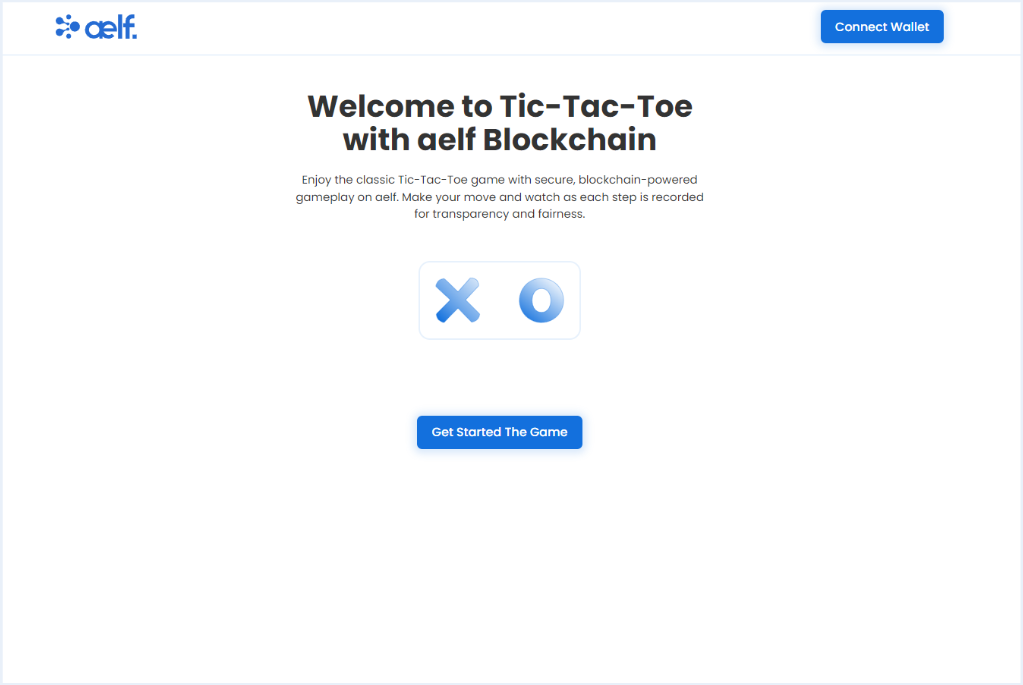 aelf.
Connect Wallet
Welcome to Tic-Tac-Toe
with aelf Blockchain
Enjoy the classic Tic-Tac-Toe game with secure, blockchain-powered
gameplay on aelf. Make your move and watch as each step is recorded
for transparency and fairness.
X O
Get Started The Game